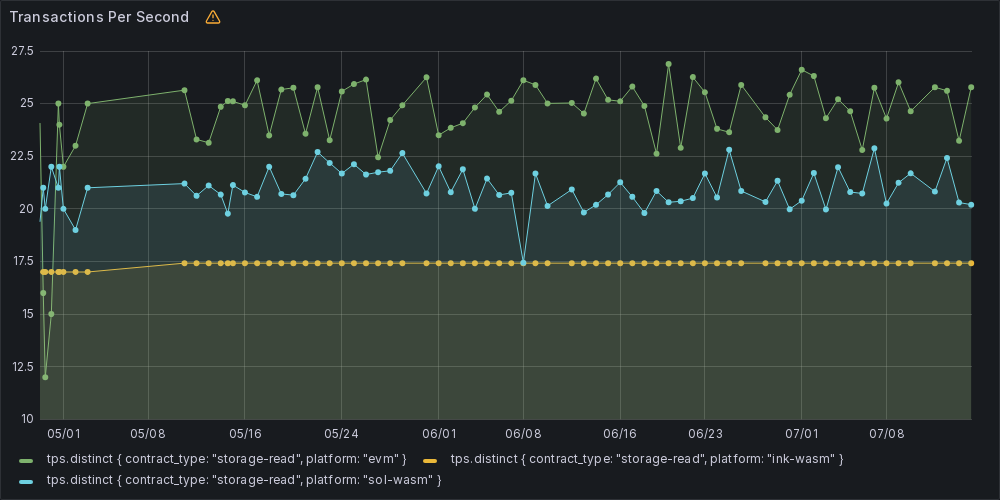 Transactions Per Second
27.5
25
22.5
20
17.5
15
12.5
10
05/01 05/08 05/16 05/24 06/01 06/08 06/16 06/23 07/01 07/08
tps.distinct { contract_type: "storage-read", platform: "evm" } tps.distinct { contract_type: "storage-read", platform: "ink-wasm" }
tps.distinct { contract_type: "storage-read", platform: "sol-wasm" }